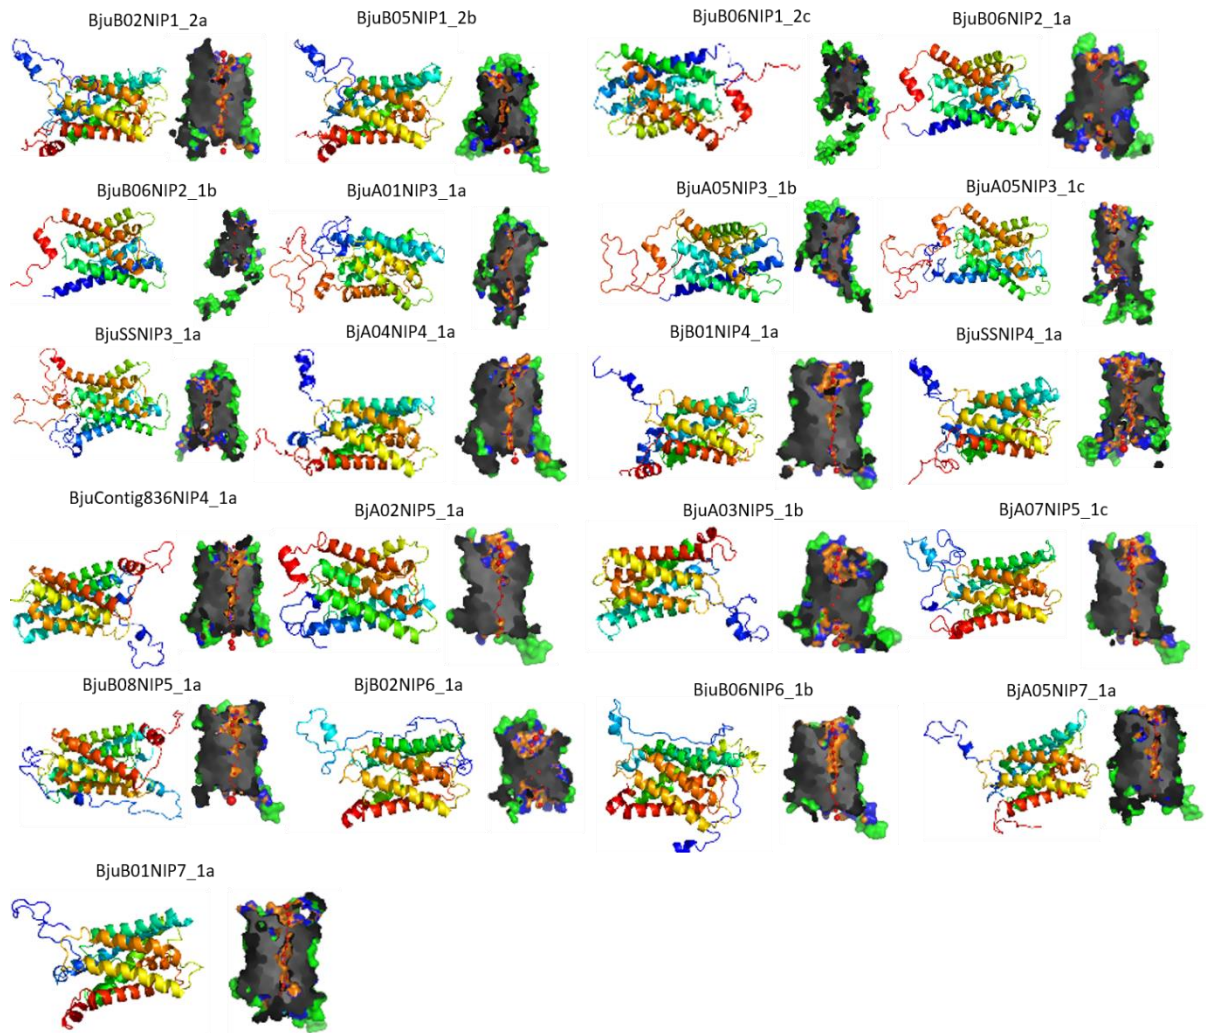 BjuB02NIP1_2a
BjuB05NIP1_2b
BjuB06NIP1_2c
BjuB06NIP2_1a
BjuB06NIP2_1b
BjuA01NIP3_1a
BjuA05NIP3_1b
BjuA05NIP3_1c
BjuSSNIP3_1a
BjA04NIP4_1a
BjB01NIP4_1a
BjuSSNIP4_1a
BjuContig836NIP4_1a
BjA02NIP5_1a
BjuA03NIP5_1b
BjA07NIP5_1c
BjuB08NIP5_1a
BjB02NIP6_1a
BjuB06NIP6_1b
BjA05NIP7_1a
BjuB01NIP7_1a